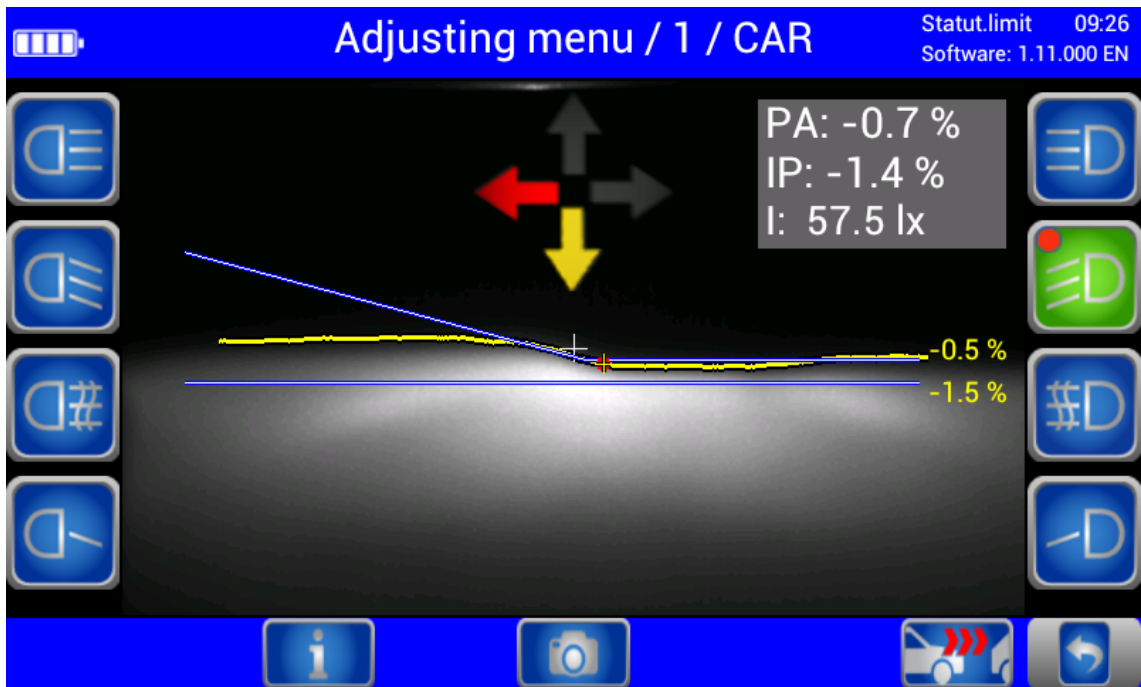 Adjusting menu / 1 / CAR
Statut.limit 09:26
Software: 1.11.000 EN
PA: -0.7 %
IP: -1.4 %
I: 57.5 lx
-0.5 %
-1.5 %
i